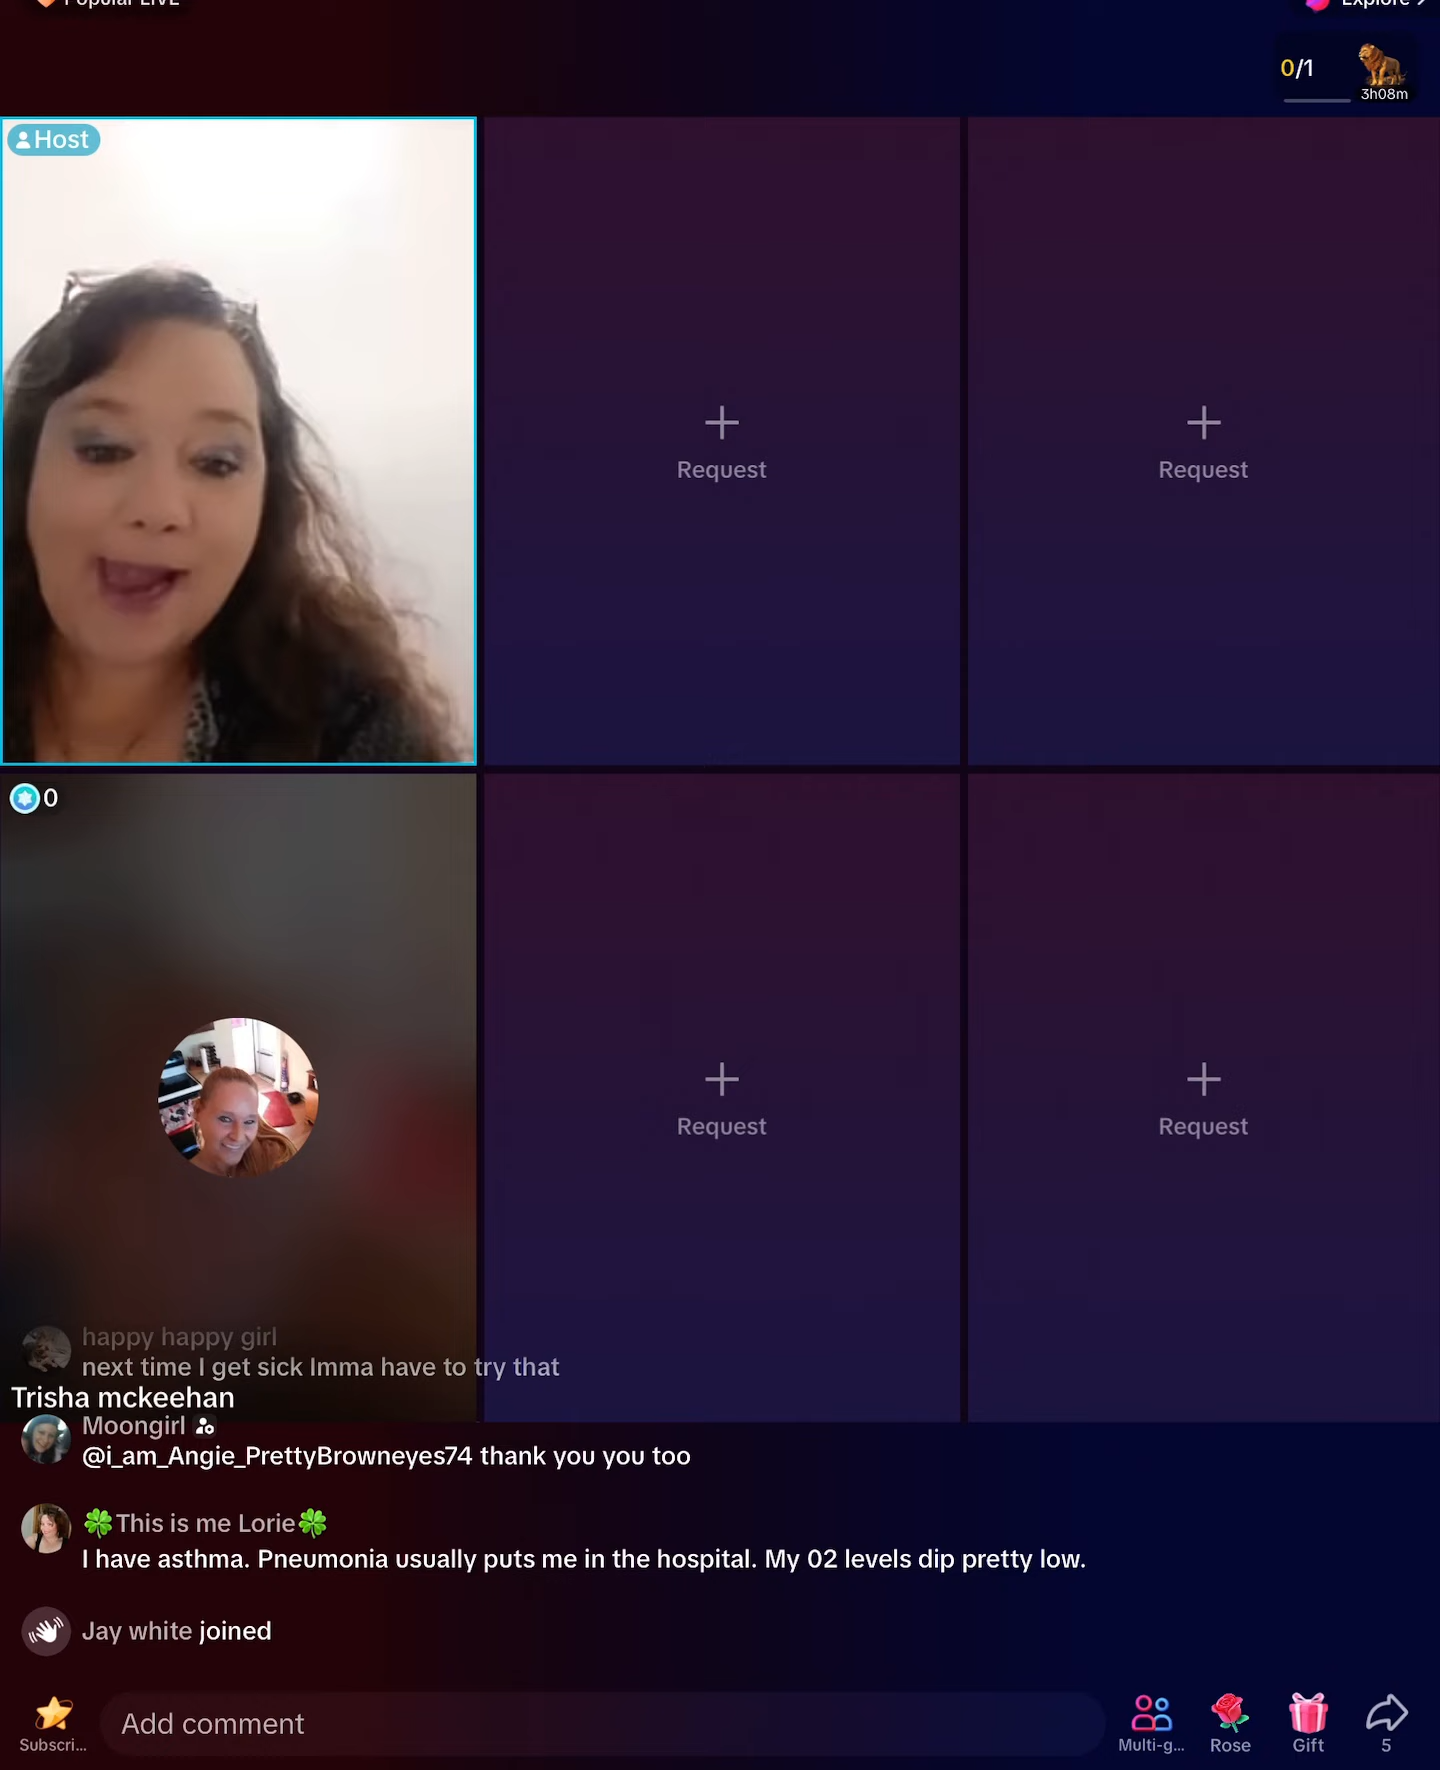 Popular LIVE
Explore >
0/1
3h08m
Host
+
Request
+
Request
0
+
Request
+
Request
happy happy girl
next time I get sick Imma have to try that
Trisha mckeehan
Moongirl
@i_am_Angie_PrettyBrowneyes74 thank you you too
🍀This is me Lorie🍀
I have asthma. Pneumonia usually puts me in the hospital. My 02 levels dip pretty low.
Jay white joined
Add comment
Subscri...
Multi-g...
Rose
Gift
5